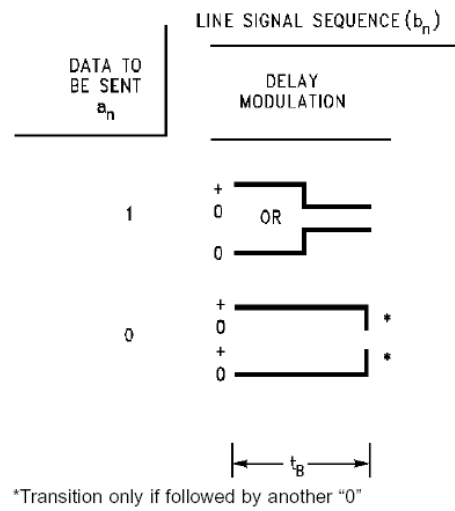 LINE SIGNAL SEQUENCE (bn)
DATA TO
BE SENT
an
DELAY
MODULATION
1
+
0
OR
0
0
+
0
*
+
0
*
tB
*Transition only if followed by another “0”